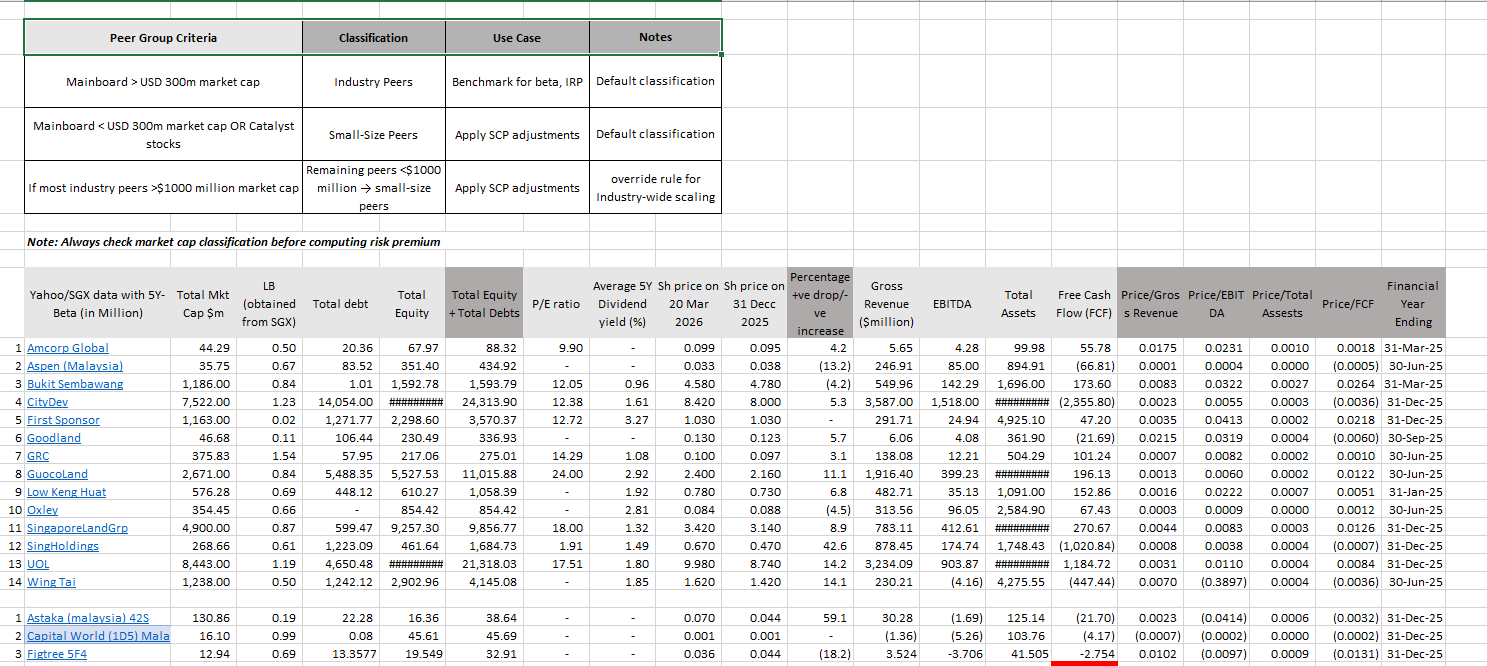 Peer Group Criteria Classification Use Case Notes
Mainboard > USD 300m market cap Industry Peers Benchmark for beta, IRP Default classification
Mainboard < USD 300m market cap OR Catalyst
stocks
Small-Size Peers Apply SCP adjustments Default classification
If most industry peers >$1000 million market cap
Remaining peers <$1000
million → small-size
peers
Apply SCP adjustments
override rule for
Industry-wide scaling
Note: Always check market cap classification before computing risk premium
Yahoo/SGX data with 5Y-
Beta (in Million)
Total Mkt
Cap $m
LB
(obtained
from SGX)
Total debt
Total
Equity
Total Equity
+ Total Debts
P/E ratio
Average 5Y
Dividend
yield (%)
Sh price on
20 Mar
2026
Sh price on
31 Decc
2025
Percentage
+ve drop/-
ve
increase
Gross
Revenue
($million)
EBITDA
Total
Assets
Free Cash
Flow (FCF)
Price/Gros
s Revenue
Price/EBIT
DA
Price/Total
Assests
Price/FCF
Financial
Year
Ending
1 Amcorp Global 44.29 0.50 20.36 67.97 88.32 9.90 - 0.099 0.095 4.2 5.65 4.28 99.98 55.78 0.0175 0.0231 0.0010 0.0018 31-Mar-25
2 Aspen (Malaysia) 35.75 0.67 83.52 351.40 434.92 - - 0.033 0.038 (13.2) 246.91 85.00 894.91 (66.81) 0.0001 0.0004 0.0000 (0.0005) 30-Jun-25
3 Bukit Sembawang 1,186.00 0.84 1.01 1,592.78 1,593.79 12.05 0.96 4.580 4.780 (4.2) 549.96 142.29 1,696.00 173.60 0.0083 0.0322 0.0027 0.0264 31-Mar-25
4 CityDev 7,522.00 1.23 14,054.00 ######### 24,313.90 12.38 1.61 8.420 8.000 5.3 3,587.00 1,518.00 ######### (2,355.80) 0.0023 0.0055 0.0003 (0.0036) 31-Dec-25
5 First Sponsor 1,163.00 0.02 1,271.77 2,298.60 3,570.37 12.72 3.27 1.030 1.030 - 291.71 24.94 4,925.10 47.20 0.0035 0.0413 0.0002 0.0218 31-Dec-25
6 Goodland 46.68 0.11 106.44 230.49 336.93 - - 0.130 0.123 5.7 6.06 4.08 361.90 (21.69) 0.0215 0.0319 0.0004 (0.0060) 30-Sep-25
7 GRC 375.83 1.54 57.95 217.06 275.01 14.29 1.08 0.100 0.097 3.1 138.08 12.21 504.29 101.24 0.0007 0.0082 0.0002 0.0010 30-Jun-25
8 GuocoLand 2,671.00 0.84 5,488.35 5,527.53 11,015.88 24.00 2.92 2.400 2.160 11.1 1,916.40 399.23 ######### 196.13 0.0013 0.0060 0.0002 0.0122 30-Jun-25
9 Low Keng Huat 576.28 0.69 448.12 610.27 1,058.39 - 1.92 0.780 0.730 6.8 482.71 35.13 1,091.00 152.86 0.0016 0.0222 0.0007 0.0051 31-Jan-25
10 Oxley 354.45 0.66 - 854.42 854.42 - 2.81 0.084 0.088 (4.5) 313.56 96.05 2,584.90 67.43 0.0003 0.0009 0.0000 0.0012 30-Jun-25
11 SingaporeLandGrp 4,900.00 0.87 599.47 9,257.30 9,856.77 18.00 1.32 3.420 3.140 8.9 783.11 412.61 ######### 270.67 0.0044 0.0083 0.0003 0.0126 31-Dec-25
12 SingHoldings 268.66 0.61 1,223.09 461.64 1,684.73 1.91 1.49 0.670 0.470 42.6 878.45 174.74 1,748.43 (1,020.84) 0.0008 0.0038 0.0004 (0.0007) 31-Dec-25
13 UOL 8,443.00 1.19 4,650.48 ######### 21,318.03 17.51 1.80 9.980 8.740 14.2 3,234.09 903.87 ######### 1,184.72 0.0031 0.0110 0.0004 0.0084 31-Dec-25
14 Wing Tai 1,238.00 0.50 1,242.12 2,902.96 4,145.08 - 1.85 1.620 1.420 14.1 230.21 (4.16) 4,275.55 (447.44) 0.0070 (0.3897) 0.0004 (0.0036) 30-Jun-25
1 Astaka (malaysia) 42S 130.86 0.19 22.28 16.36 38.64 - - 0.070 0.044 59.1 30.28 (1.69) 125.14 (21.70) 0.0023 (0.0414) 0.0006 (0.0032) 31-Dec-25
2 Capital World (1D5) Mala 16.10 0.99 0.08 45.61 45.69 - - 0.001 0.001 - (1.36) (5.26) 103.76 (4.17) (0.0007) (0.0002) 0.0000 (0.0002) 31-Dec-25
3 Figtree 5F4 12.94 0.69 13.3577 19.549 32.91 - - 0.036 0.044 (18.2) 3.524 -3.706 41.505 -2.754 0.0102 (0.0097) 0.0009 (0.0131) 31-Dec-25